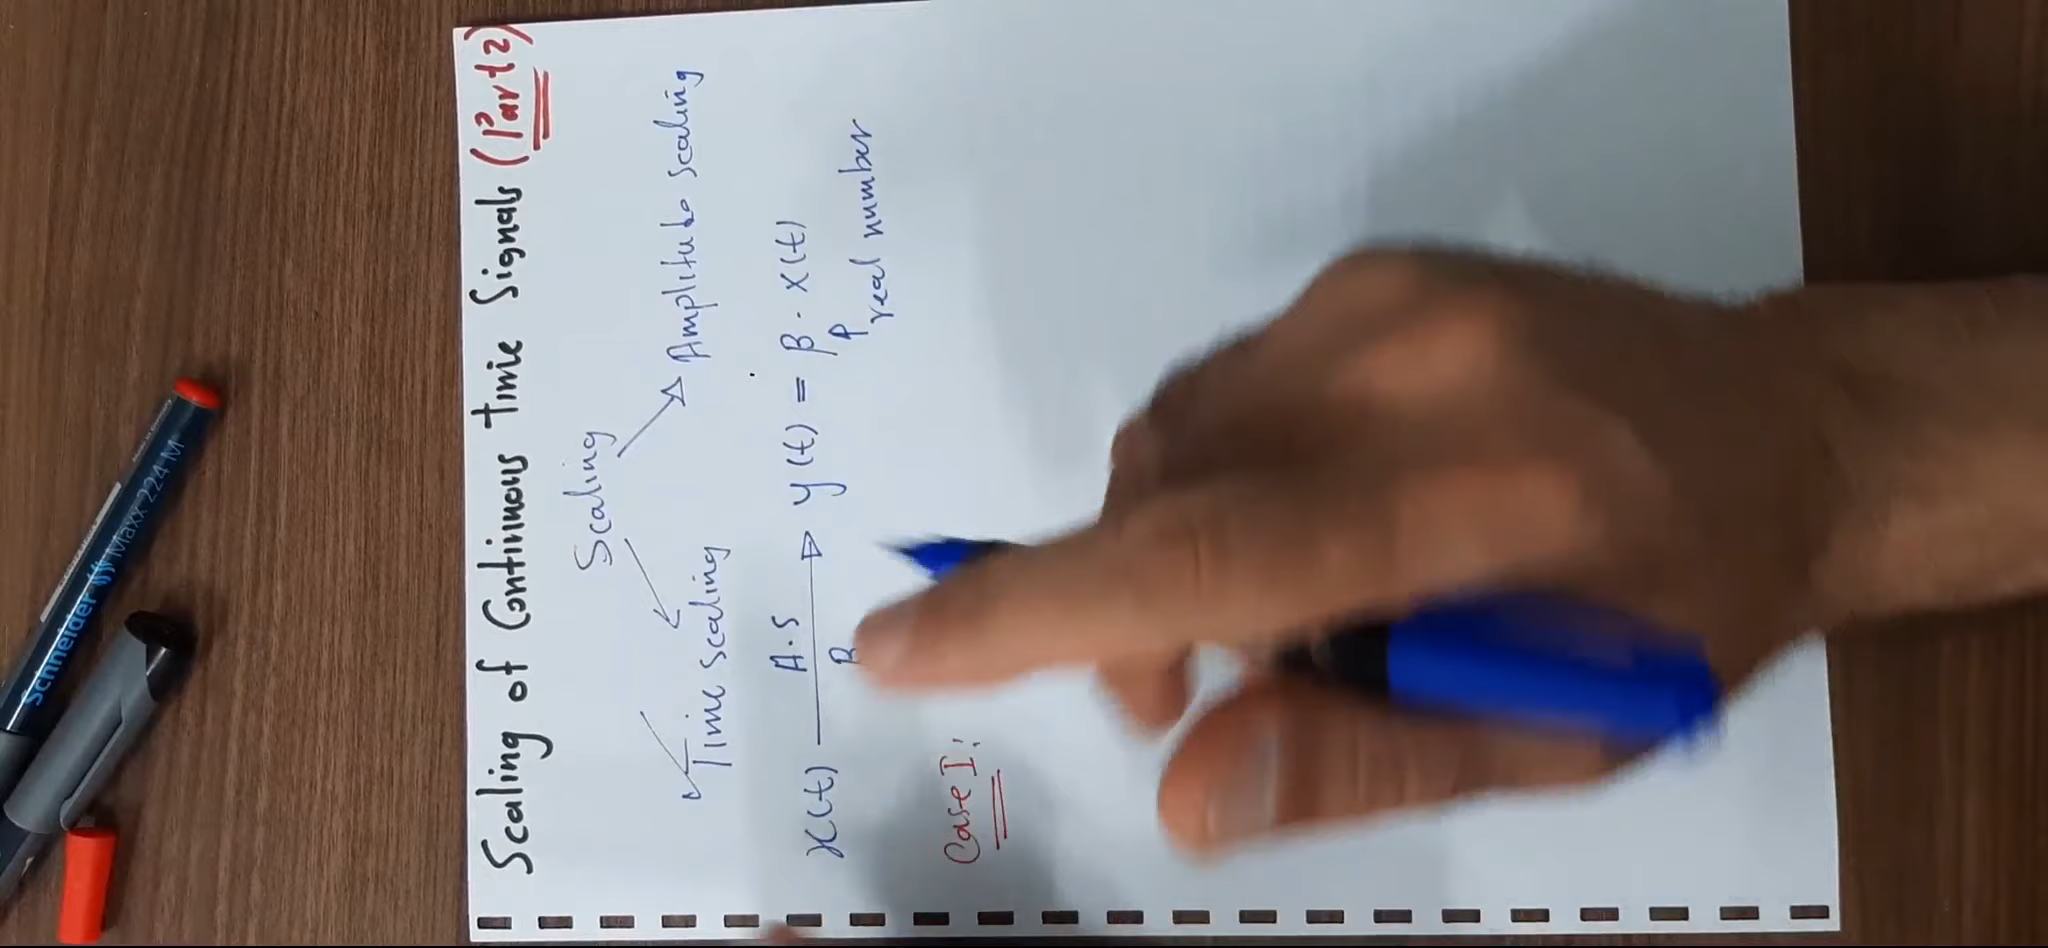 Scaling of Continuous time Signals (Part 2)
Scaling
Time scaling
Amplitude scaling
x(t) A.S y(t) = β . x(t)
β
real number
Case I:
Schneider Maxx 224 M